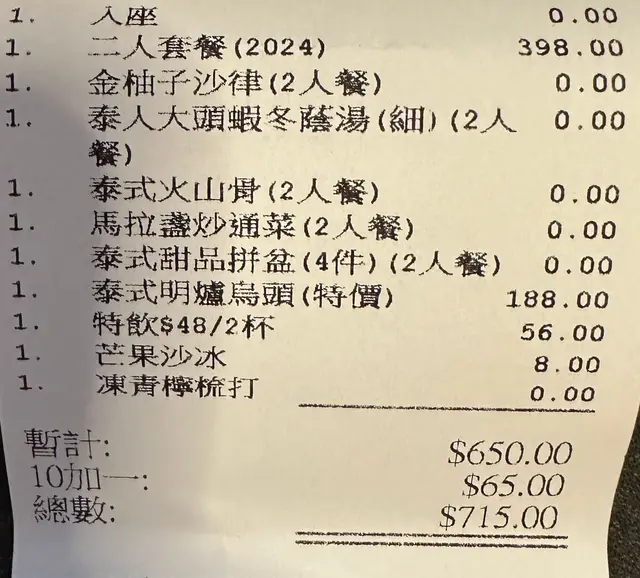 1. 入座 0.00
1. 二人套餐(2024) 398.00
1. 金柚子沙律(2人餐) 0.00
1. 泰人大頭蝦冬蔭湯(細)(2人 0.00
餐)
1. 泰式火山骨(2人餐) 0.00
1. 馬拉盞炒通菜(2人餐) 0.00
1. 泰式甜品拼盆(4件)(2人餐) 0.00
1. 泰式明爐烏頭(特價) 188.00
1. 特飲$48/2杯 56.00
1. 芒果沙冰 8.00
1. 凍青檸梳打 0.00
暫計: $650.00
10加一: $65.00
總數: $715.00